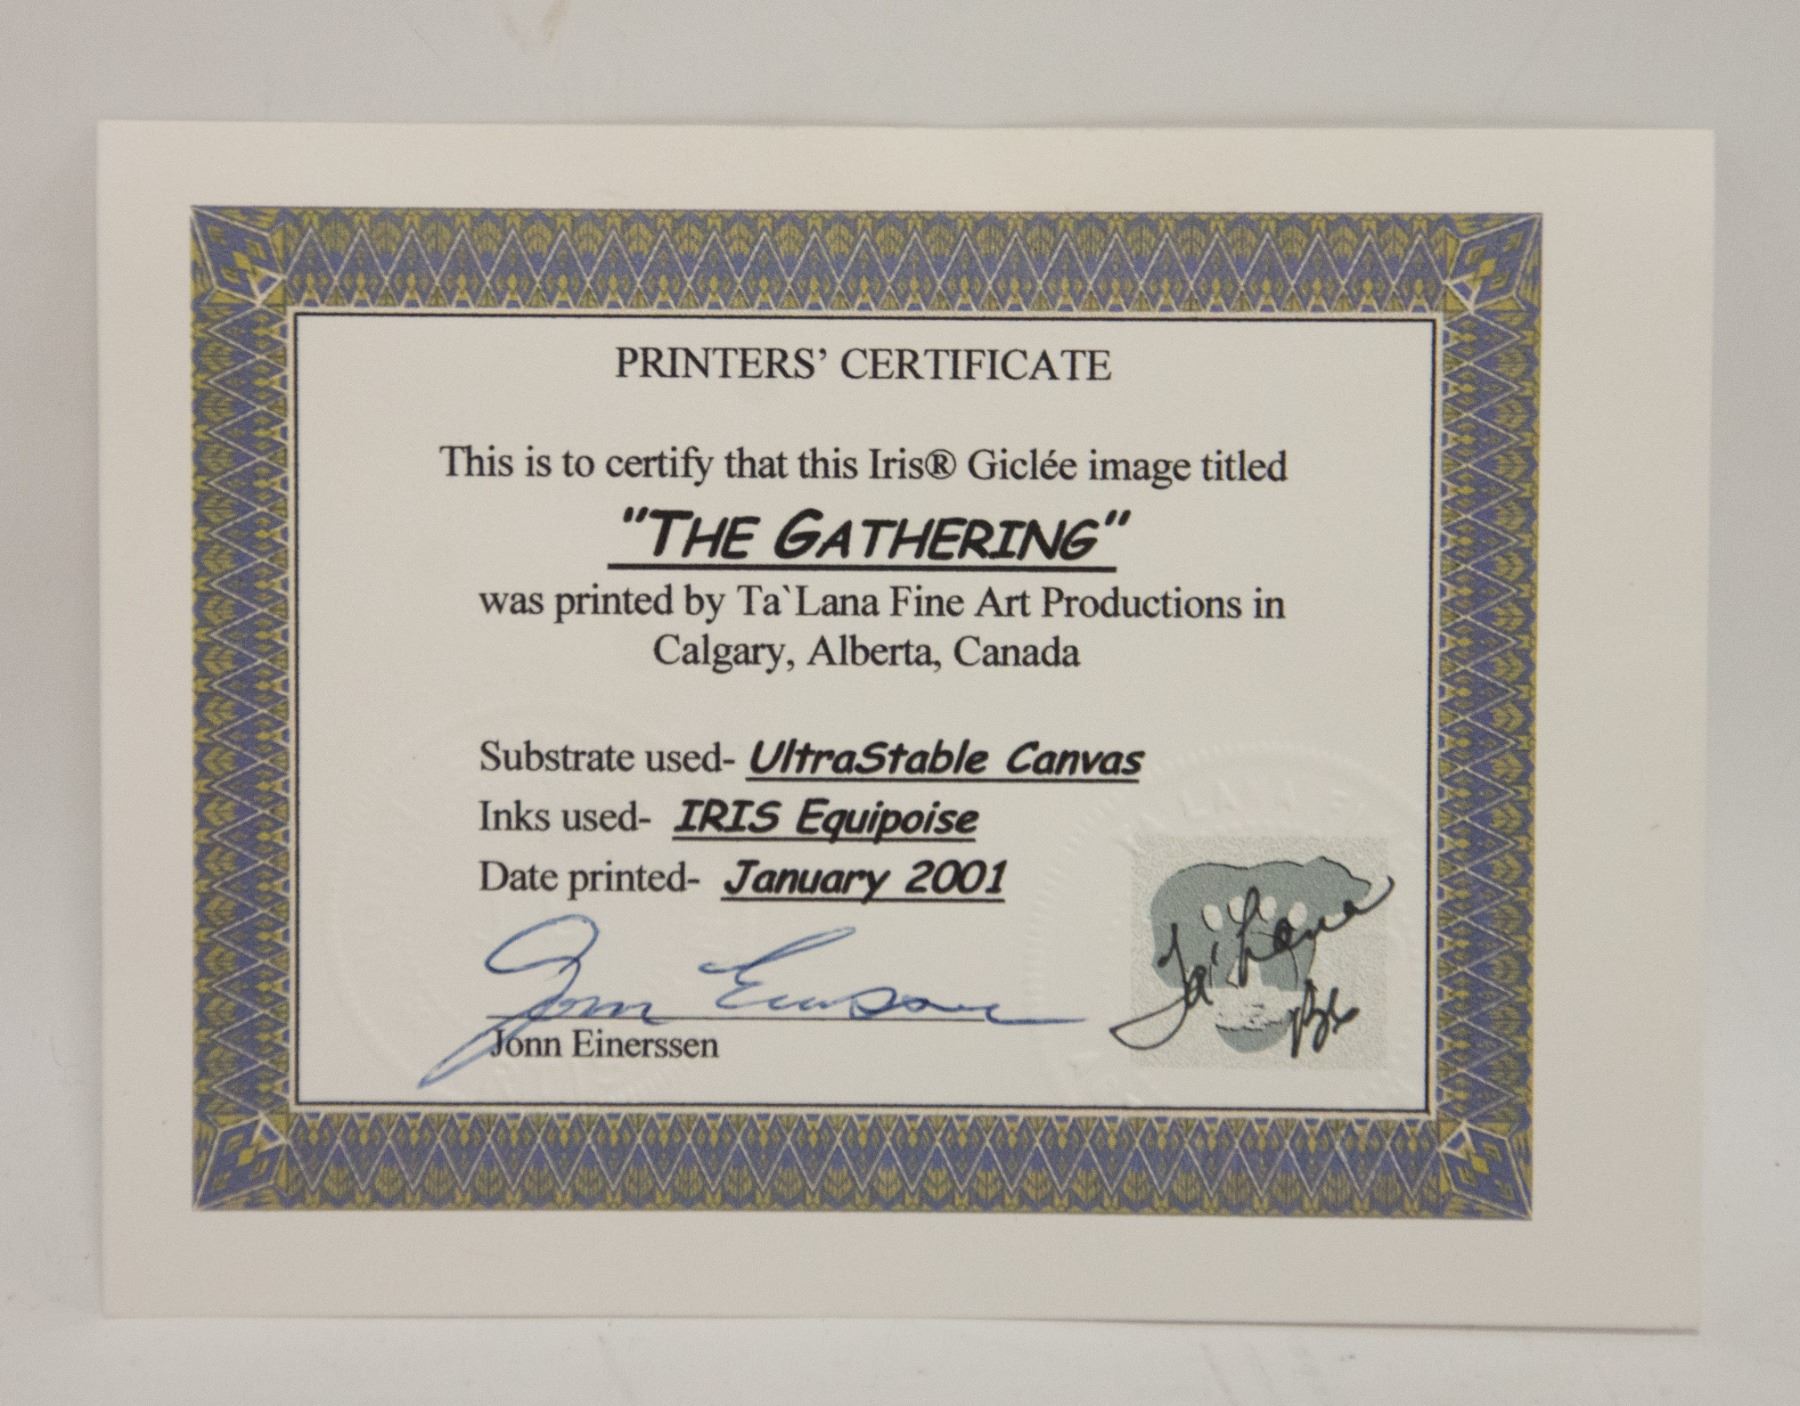 PRINTERS’ CERTIFICATE
This is to certify that this Iris® Giclée image titled
"THE GATHERING"
was printed by Ta`Lana Fine Art Productions in
Calgary, Alberta, Canada
Substrate used- UltraStable Canvas
Inks used- IRIS Equipoise
Date printed- January 2001
Jonn Einerssen
Ta'Lana